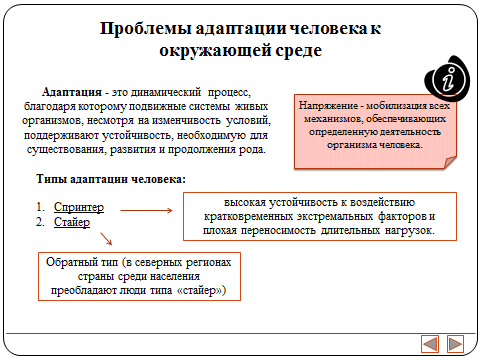 Проблемы адаптации человека к
окружающей среде
Адаптация - это динамический процесс,
благодаря которому подвижные системы живых
организмов, несмотря на изменчивость условий,
поддерживают устойчивость, необходимую для
существования, развития и продолжения рода.
Напряжение - мобилизация всех
механизмов, обеспечивающих
определенную деятельность
организма человека.
Типы адаптации человека:
1. Спринтер
2. Стайер
высокая устойчивость к воздействию
кратковременных экстремальных факторов и
плохая переносимость длительных нагрузок.
Обратный тип (в северных регионах
страны среди населения
преобладают люди типа «стайер»)